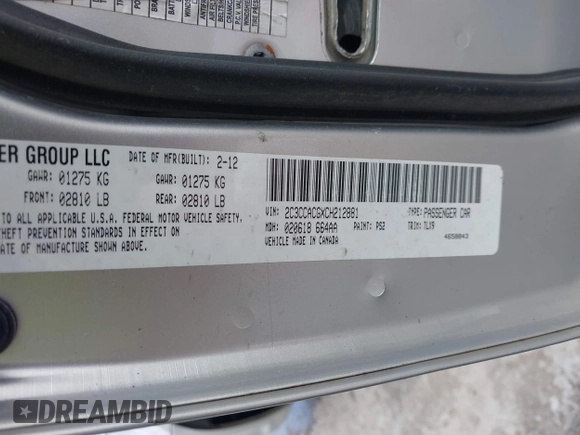 ER GROUP LLC
DATE OF MFR(BUILT): 2-12
GAWR: 01275 KG
GAWR: 01275 KG
FRONT: 02810 LB
REAR: 02810 LB
TO ALL APPLICABLE U.S.A. FEDERAL MOTOR VEHICLE SAFETY,
THEFT PREVENTION STANDARDS IN EFFECT ON
DATE OF MANUFACTURE SHOWN ABOVE.
VIN: 2C3CCACGXCH212881
TYPE: PASSENGER CAR
MDH: 020618 664AA
PAINT: PS2
TRIM: TLX9
VEHICLE MADE IN CANADA
4658043
DREAMBID